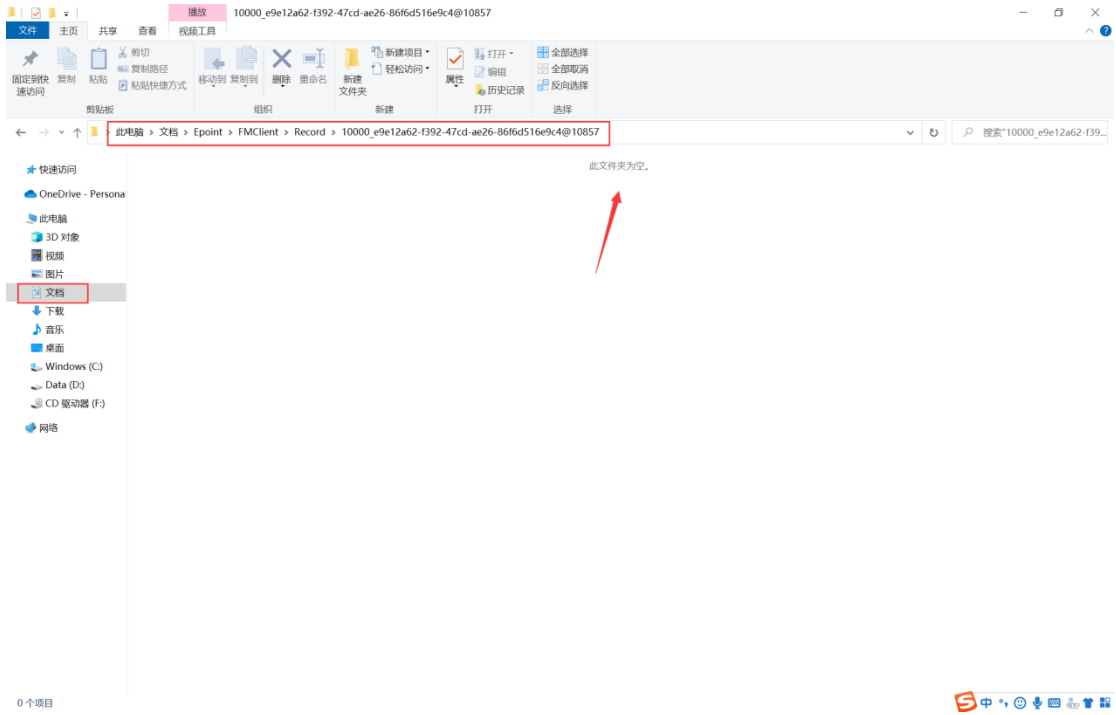 播放 10000_e9e12a62-f392-47cd-ae26-86f6d516e9c4@10857
文件 主页 共享 查看 视频工具
固定到快速访问
复制
粘贴
剪切
复制路径
粘贴快捷方式
移动到 复制到 删除 重命名
新建文件夹
新建项目
轻松访问
属性
打开
编辑
历史记录
全部选择
全部取消
反向选择
剪贴板 组织 新建 打开 选择
此电脑 > 文档 > Epoint > FMClient > Record > 10000_e9e12a62-f392-47cd-ae26-86f6d516e9c4@10857
搜索"10000_e9e12a62-f39...
此文件夹为空。
快速访问
OneDrive - Persona
此电脑
3D 对象
视频
图片
文档
下载
音乐
桌面
Windows (C:)
Data (D:)
CD 驱动器 (F:)
网络
0 个项目
中